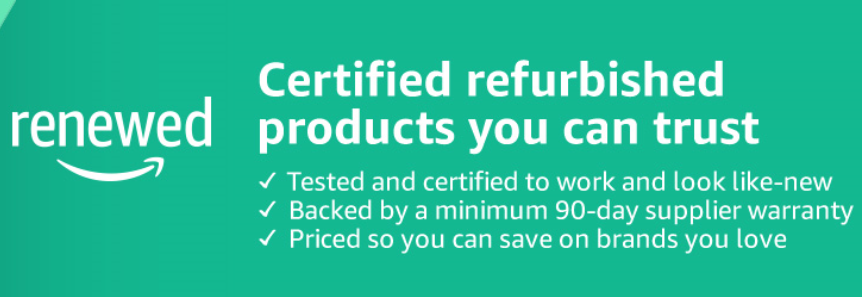 renewed
Certified refurbished
products you can trust
✓ Tested and certified to work and look like-new
✓ Backed by a minimum 90-day supplier warranty
✓ Priced so you can save on brands you love